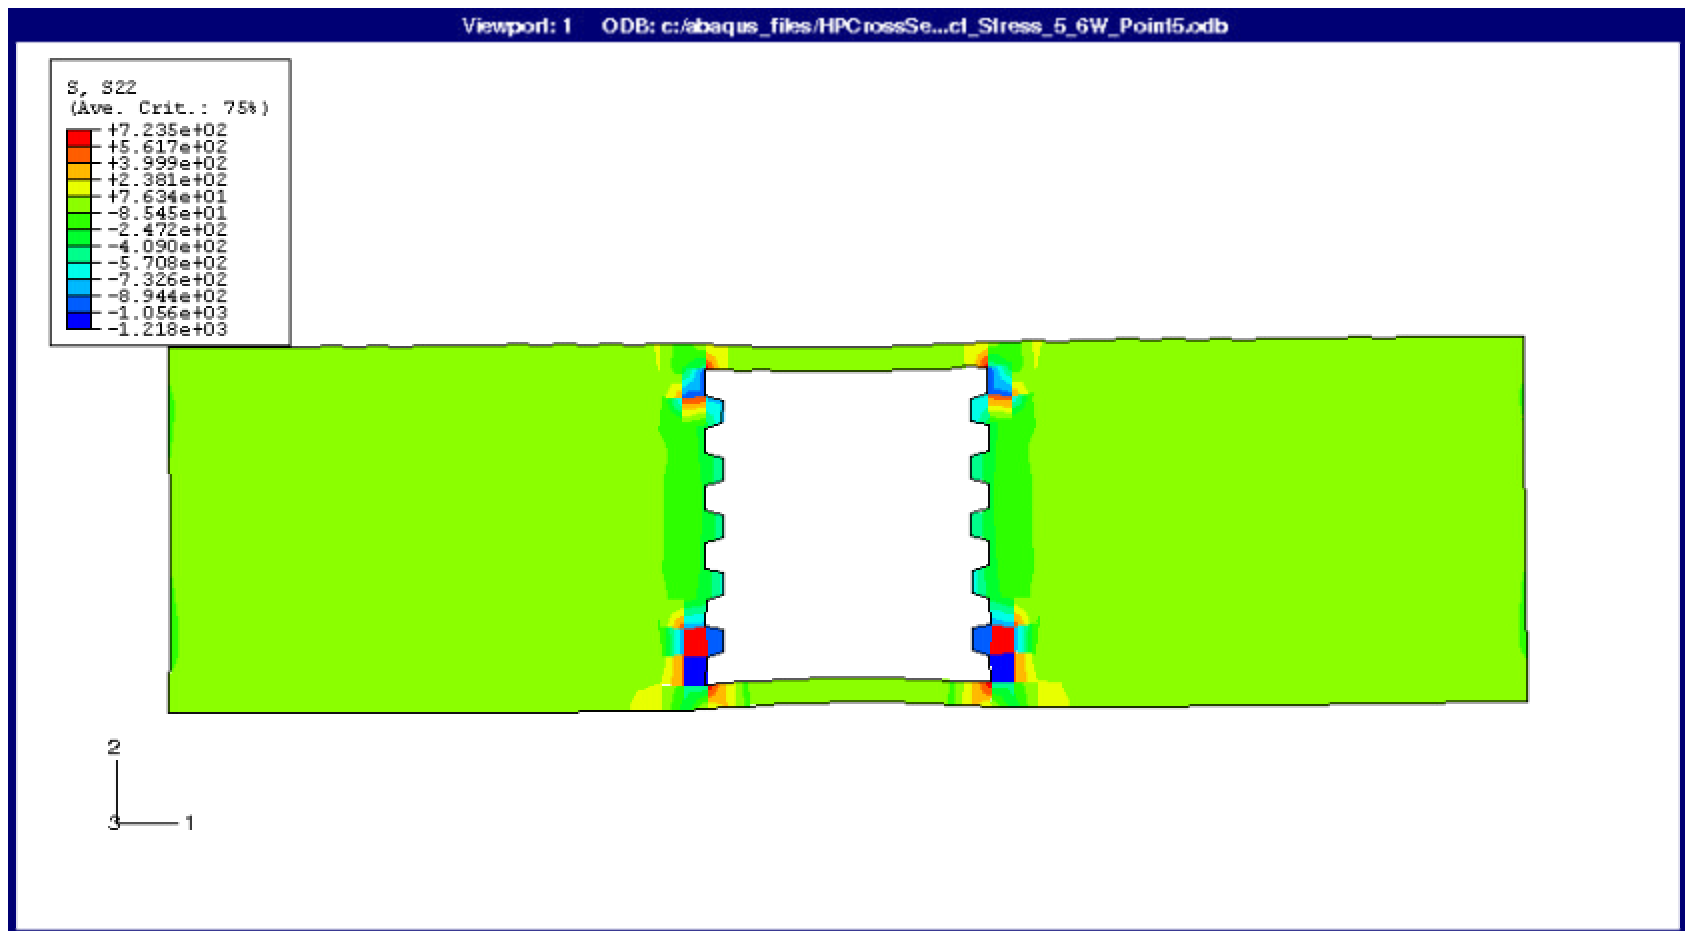 Viewport: 1 ODB: c:/abaqus_files/HPCrossSe...ct_Stress_5_6W_Point5.odb
S, S22
(Ave. Crit.: 75%)
+7.235e+02
+5.617e+02
+3.999e+02
+2.381e+02
+7.634e+01
-8.545e+01
-2.472e+02
-4.090e+02
-5.708e+02
-7.326e+02
-8.944e+02
-1.056e+03
-1.218e+03
2
3 1